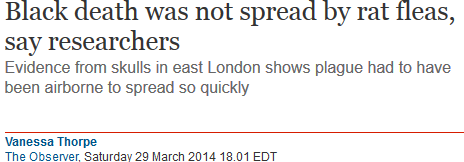 Black death was not spread by rat fleas,
say researchers
Evidence from skulls in east London shows plague had to have
been airborne to spread so quickly
Vanessa Thorpe
The Observer, Saturday 29 March 2014 18.01 EDT